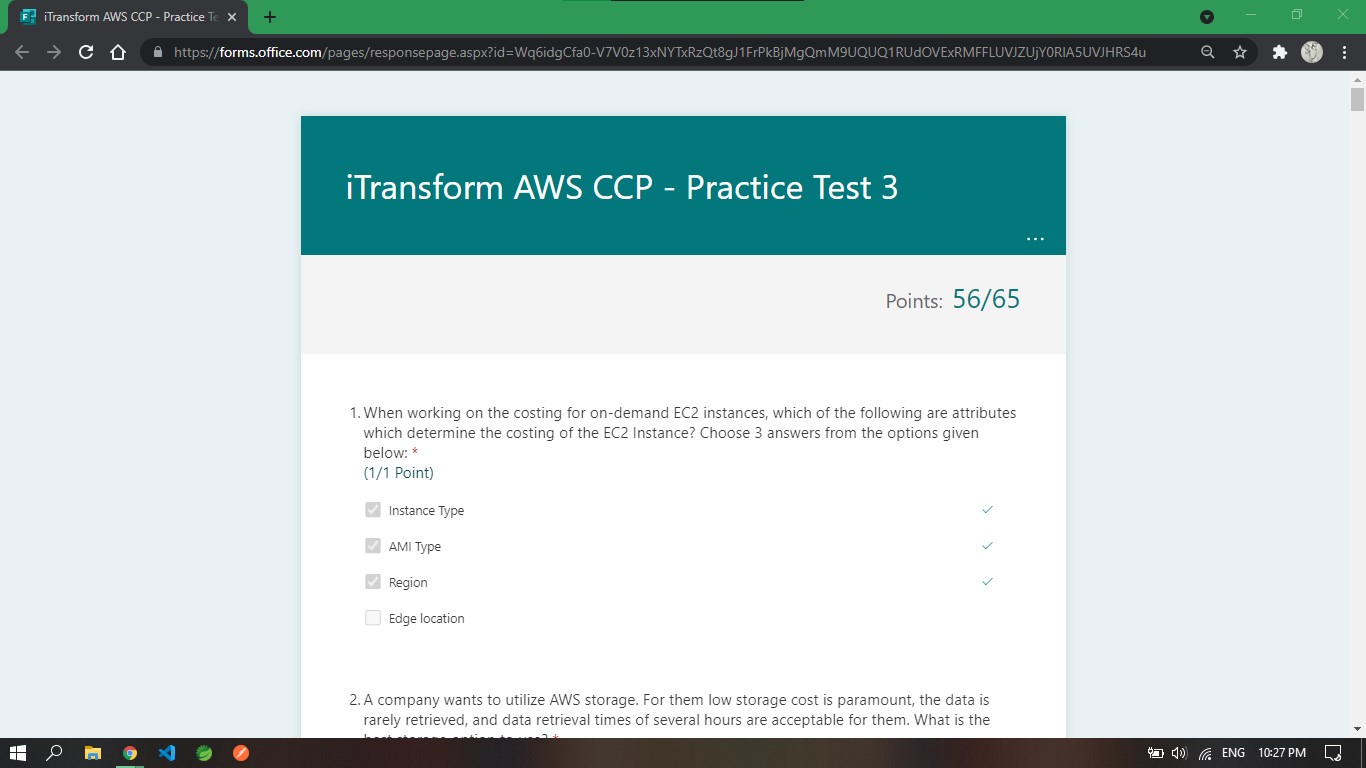 iTransform AWS CCP - Practice Te
https://forms.office.com/pages/responsepage.aspx?id=Wq6idgCfa0-V7V0z13xNYTxRzQt8gJ1FrPkBjMgQmM9UQUQ1RUdOVExRMFFLUVJZUjY0RlA5UVJHRS4u
iTransform AWS CCP - Practice Test 3
...
Points: 56/65
1. When working on the costing for on-demand EC2 instances, which of the following are attributes
which determine the costing of the EC2 Instance? Choose 3 answers from the options given
below: *
(1/1 Point)
Instance Type
AMI Type
Region
Edge location
2. A company wants to utilize AWS storage. For them low storage cost is paramount, the data is
rarely retrieved, and data retrieval times of several hours are acceptable for them. What is the
best storage option to use? *
ENG 10:27 PM